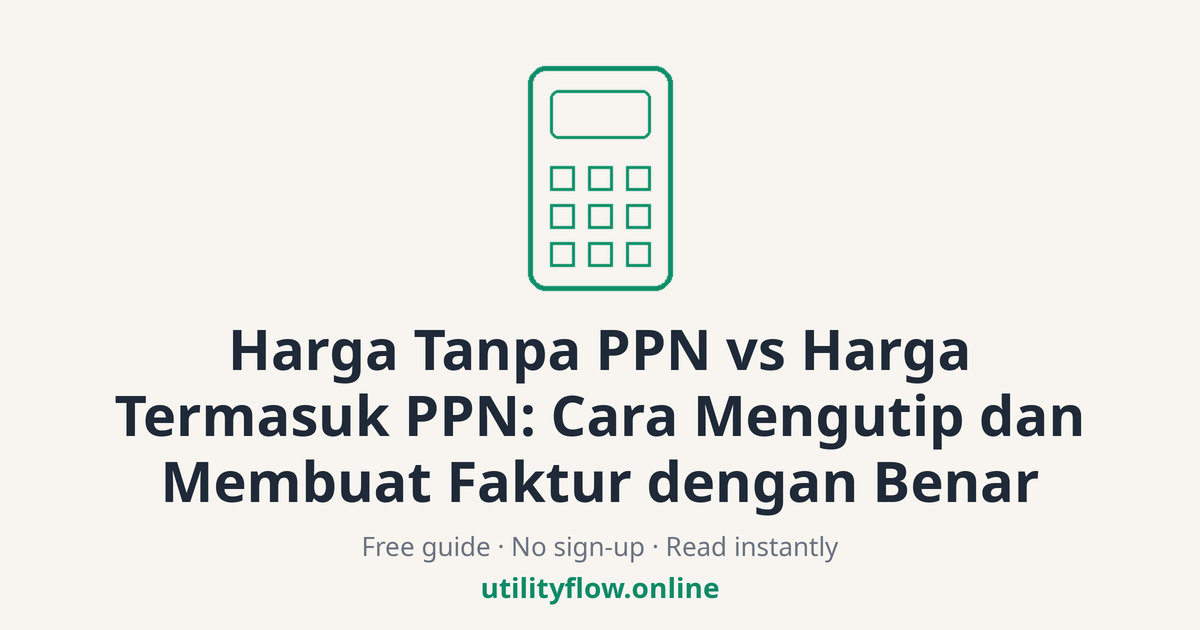 Harga Tanpa PPN vs Harga
Termasuk PPN: Cara Mengutip dan
Membuat Faktur dengan Benar
Free guide · No sign-up · Read instantly
utilityflow.online